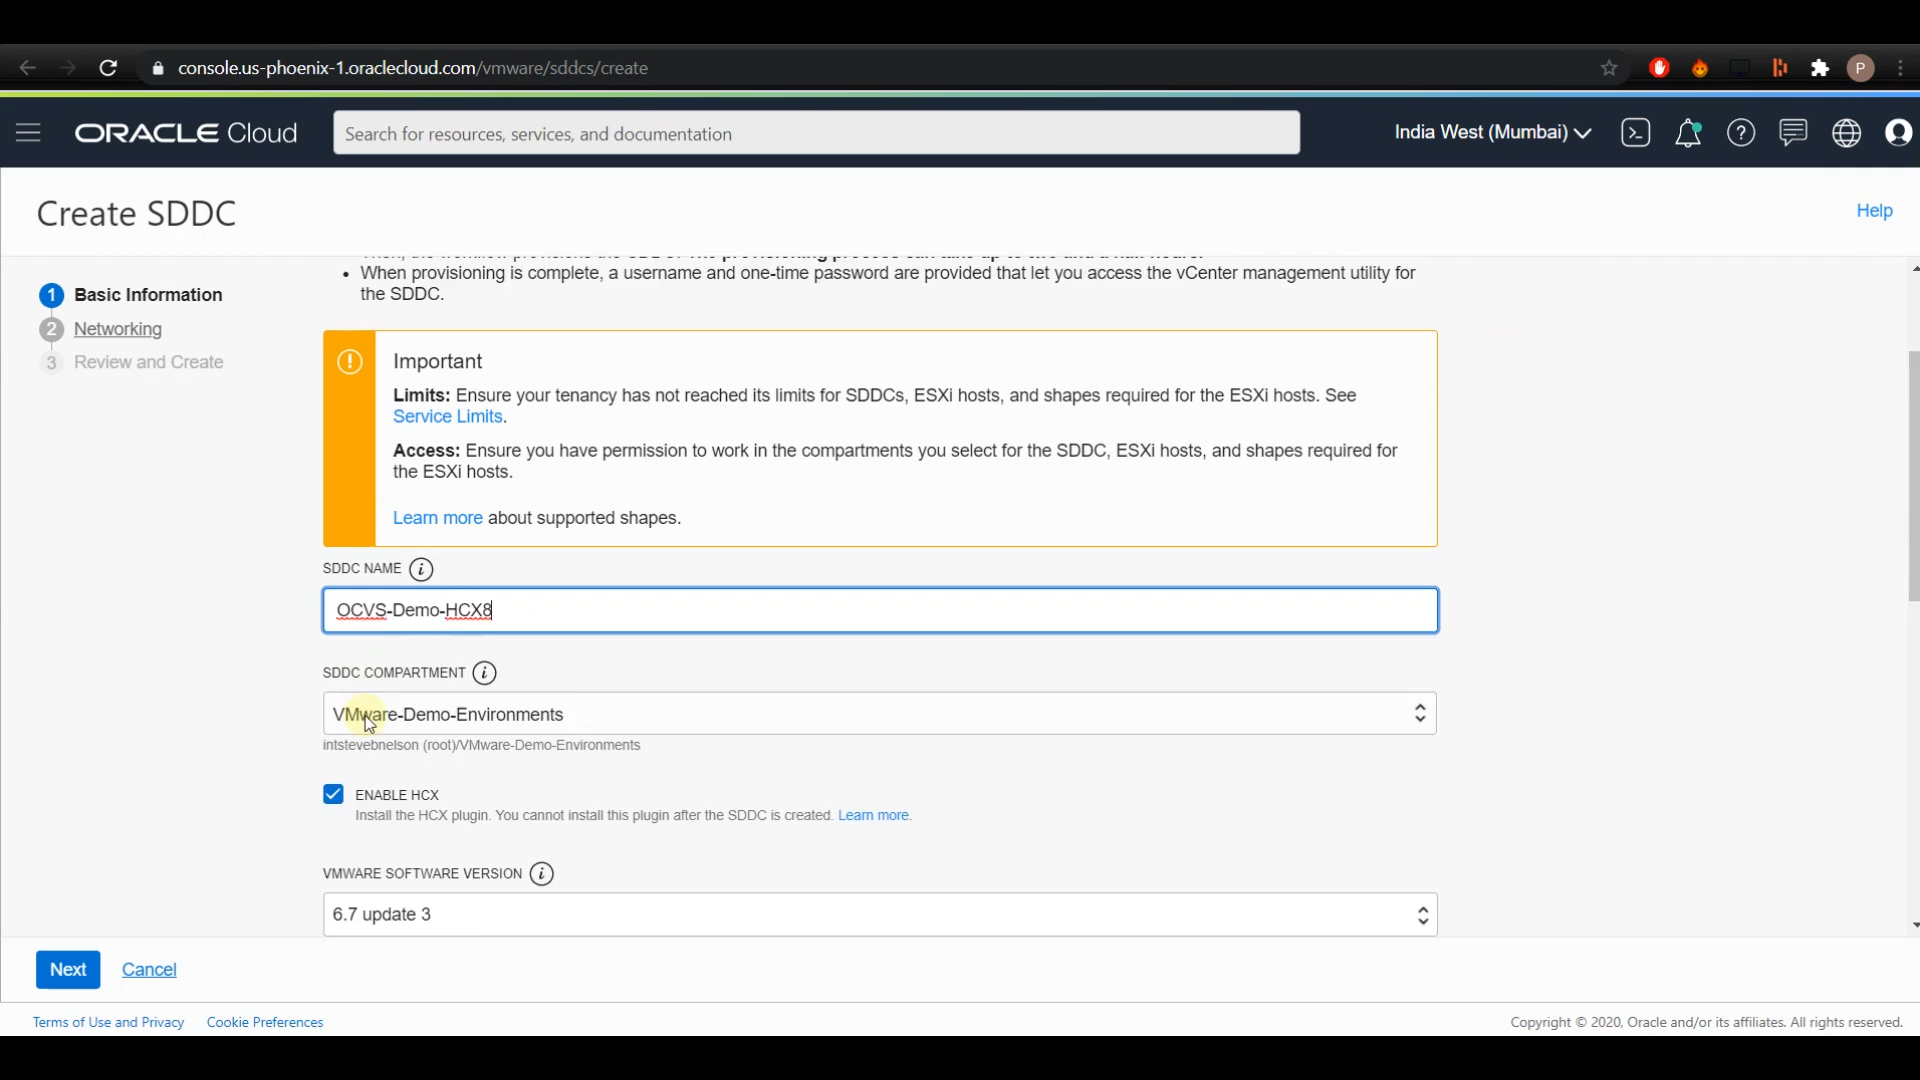 console.us-phoenix-1.oraclecloud.com/vmware/sddcs/create
P
ORACLE Cloud
Search for resources, services, and documentation
India West (Mumbai)
Create SDDC
Help
1 Basic Information
2 Networking
3 Review and Create
• When provisioning is complete, a username and one-time password are provided that let you access the vCenter management utility for
the SDDC.
Important
Limits: Ensure your tenancy has not reached its limits for SDDCs, ESXi hosts, and shapes required for the ESXi hosts. See
Service Limits.
Access: Ensure you have permission to work in the compartments you select for the SDDC, ESXi hosts, and shapes required for
the ESXi hosts.
Learn more about supported shapes.
SDDC NAME
OCVS-Demo-HCX8
SDDC COMPARTMENT
VMware-Demo-Environments
intstevebnelson (root)/VMware-Demo-Environments
ENABLE HCX
Install the HCX plugin. You cannot install this plugin after the SDDC is created. Learn more.
VMWARE SOFTWARE VERSION
6.7 update 3
Next
Cancel
Terms of Use and Privacy
Cookie Preferences
Copyright © 2020, Oracle and/or its affiliates. All rights reserved.